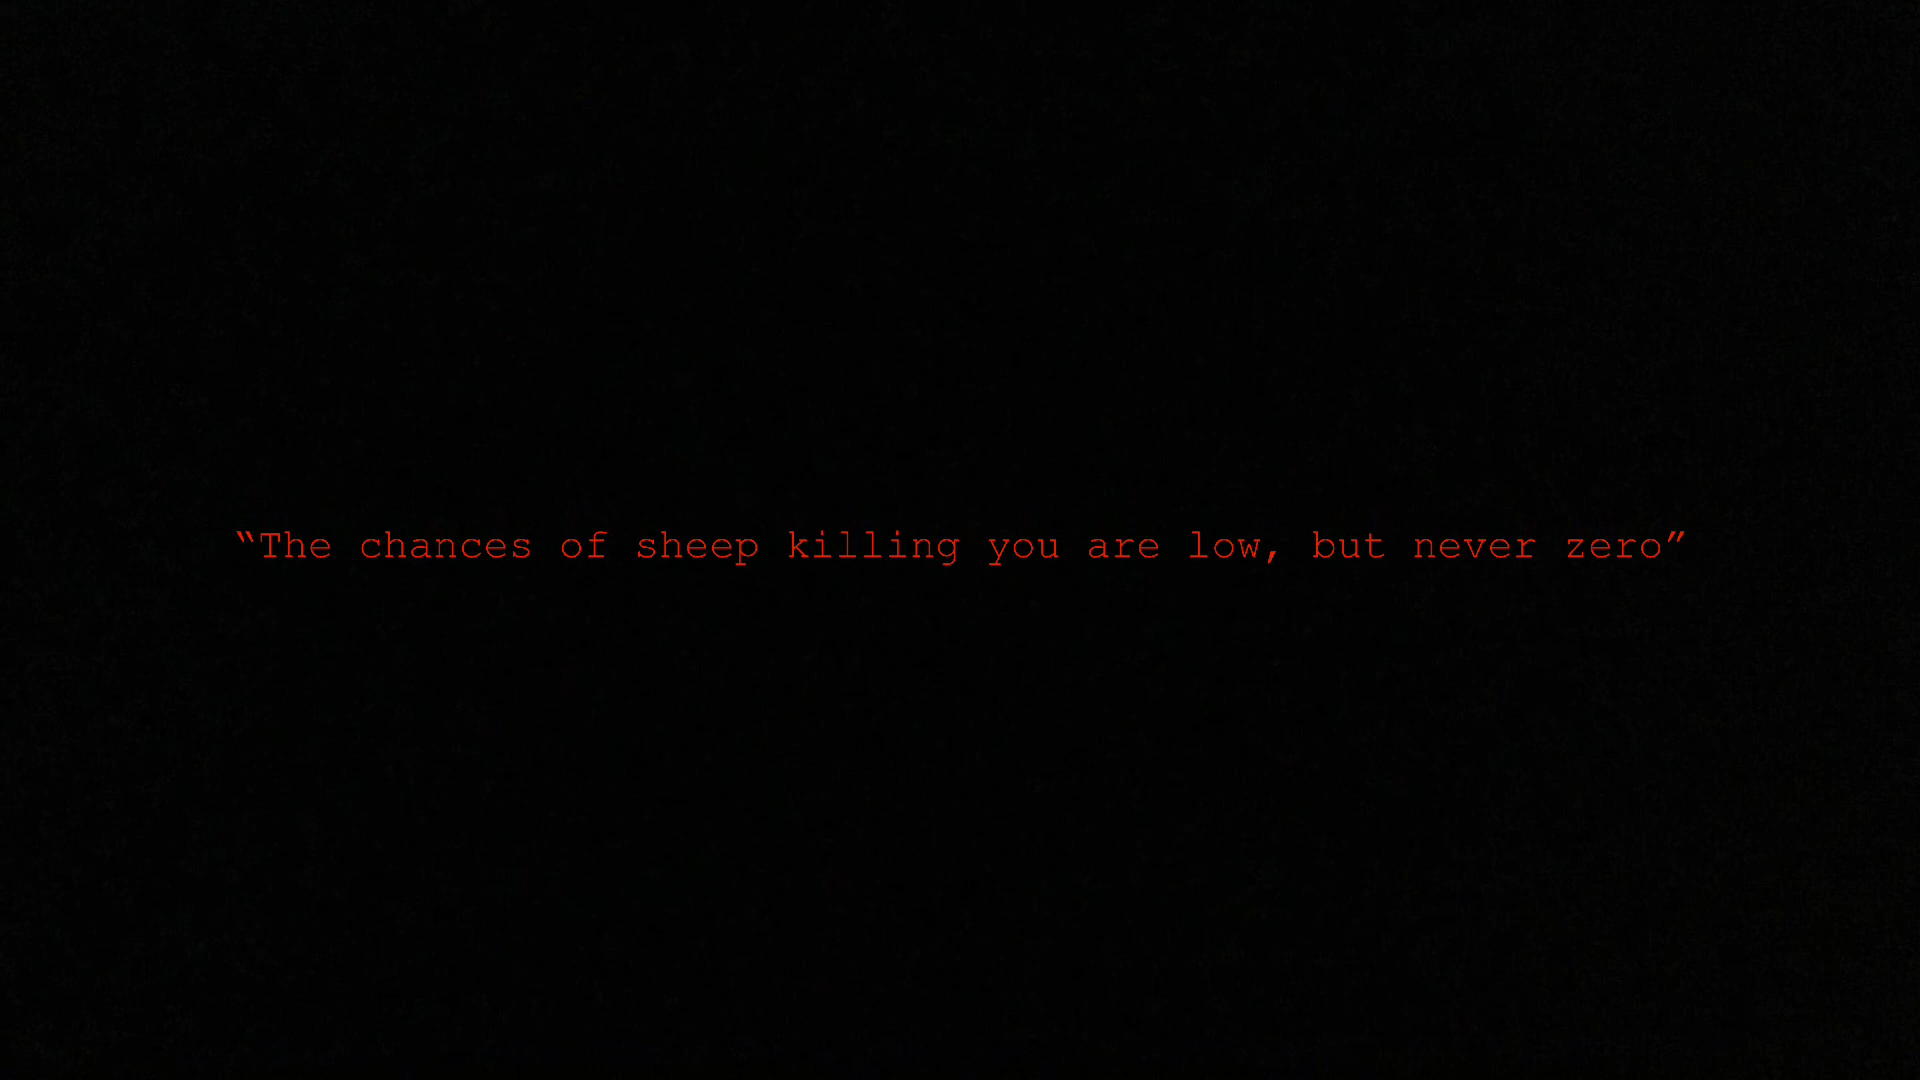 “The chances of sheep killing you are low, but never zero”